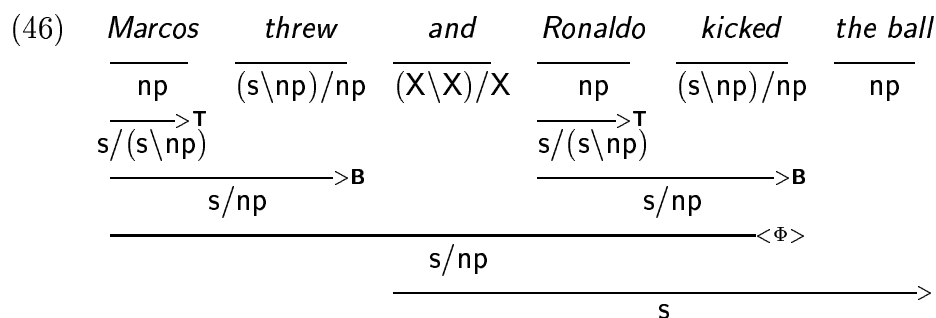 (46) Marcos threw and Ronaldo kicked the ball
np (s\np)/np (X\X)/X np (s\np)/np np
>T >T
s/(s\np) s/(s\np)
>B >B
s/np s/np
<Φ>
s/np
>
s